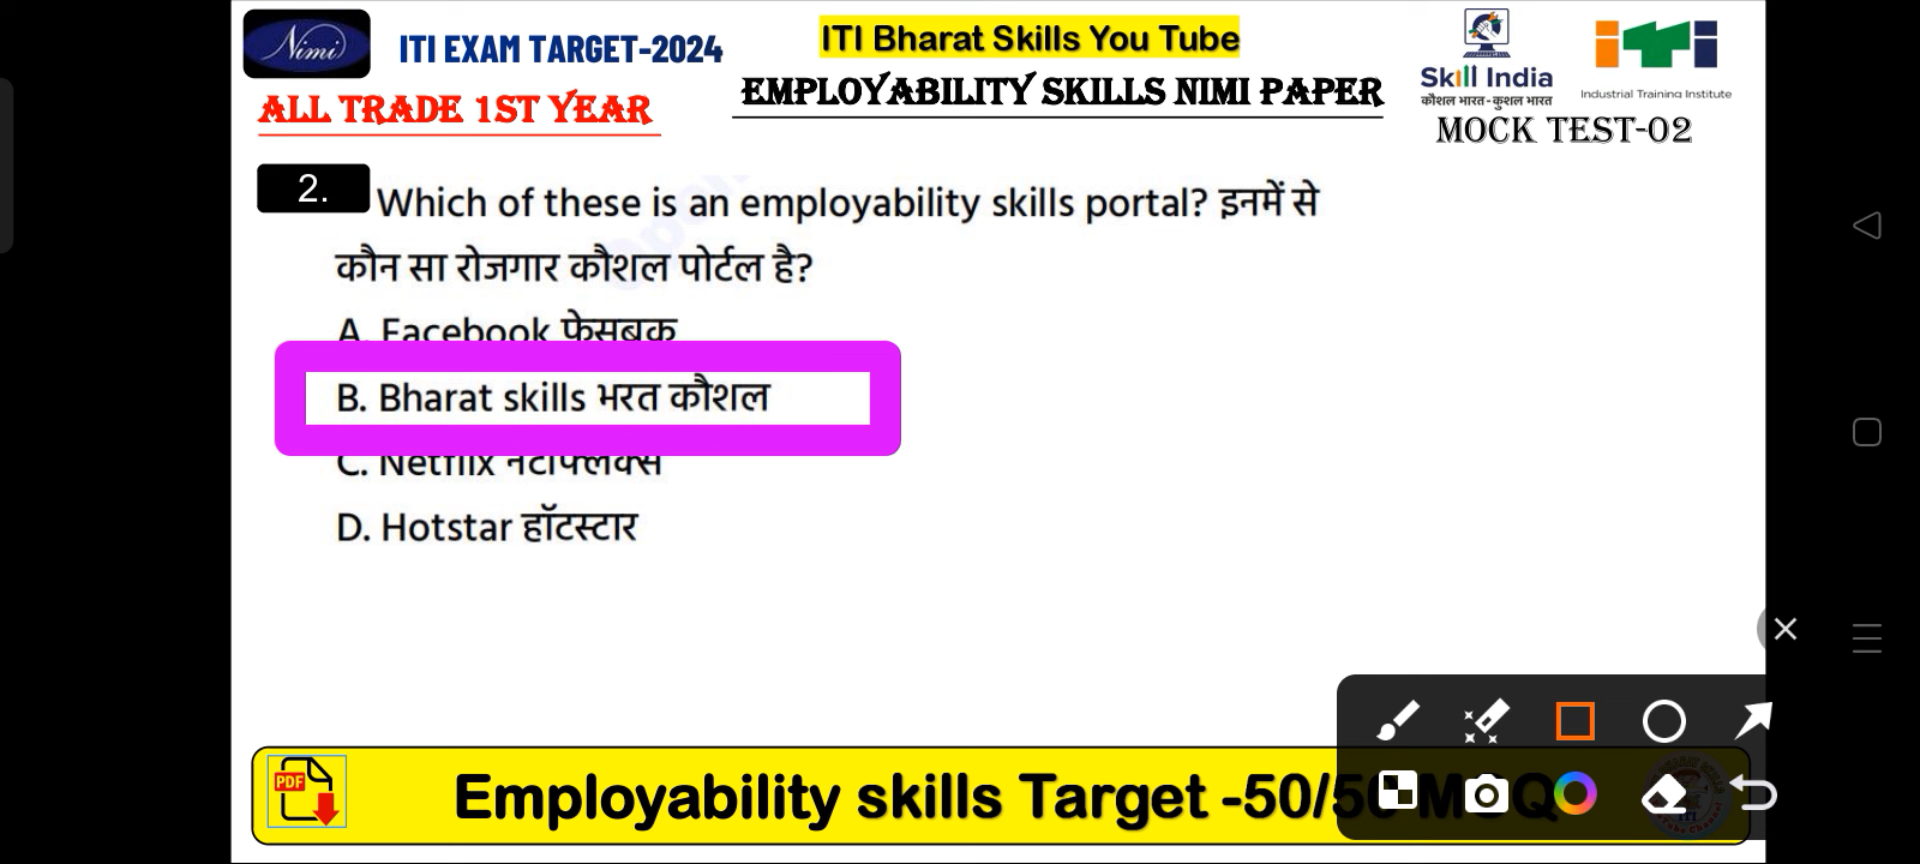 Nimi
ITI EXAM TARGET-2024
ITI Bharat Skills You Tube
Skill India
कौशल भारत-कुशल भारत
iTi
Industrial Training Institute
ALL TRADE 1ST YEAR
EMPLOYABILITY SKILLS NIMI PAPER
MOCK TEST-02
2.
Which of these is an employability skills portal? इनमें से
कौन सा रोजगार कौशल पोर्टल है?
A. Facebook फेसबुक
B. Bharat skills भरत कौशल
C. Netflix नेटफ्लिक्स
D. Hotstar हॉटस्टार
PDF
Employability skills Target -50/50 MCQ